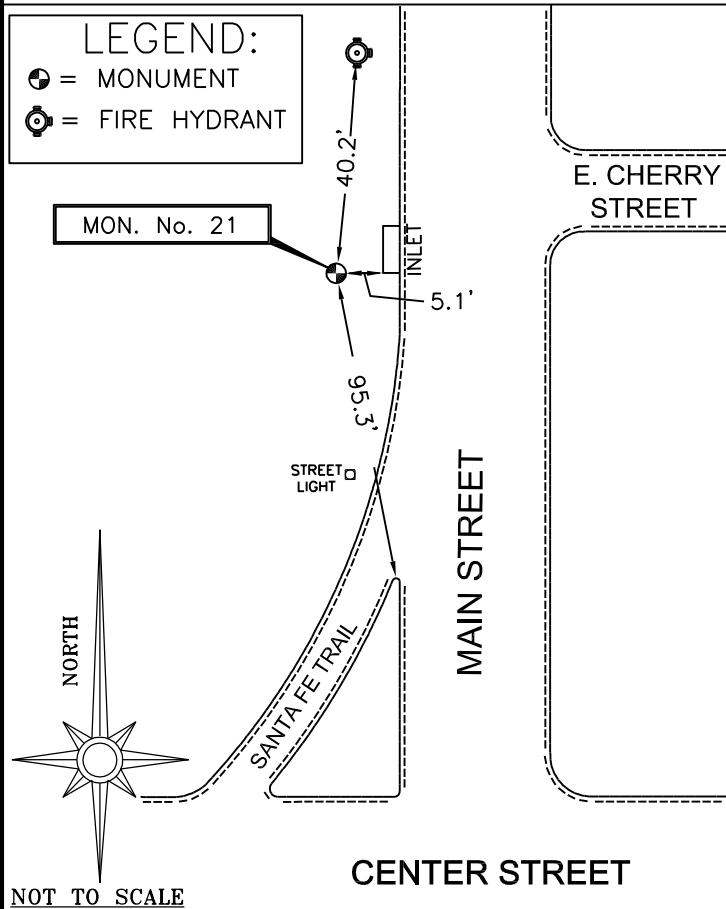 LEGEND:
= MONUMENT
= FIRE HYDRANT
40.2'
E. CHERRY
STREET
MON. No. 21
INLET
5.1'
95.3'
STREET
LIGHT
MAIN STREET
NORTH
SANTA FE TRAIL
CENTER STREET
NOT TO SCALE